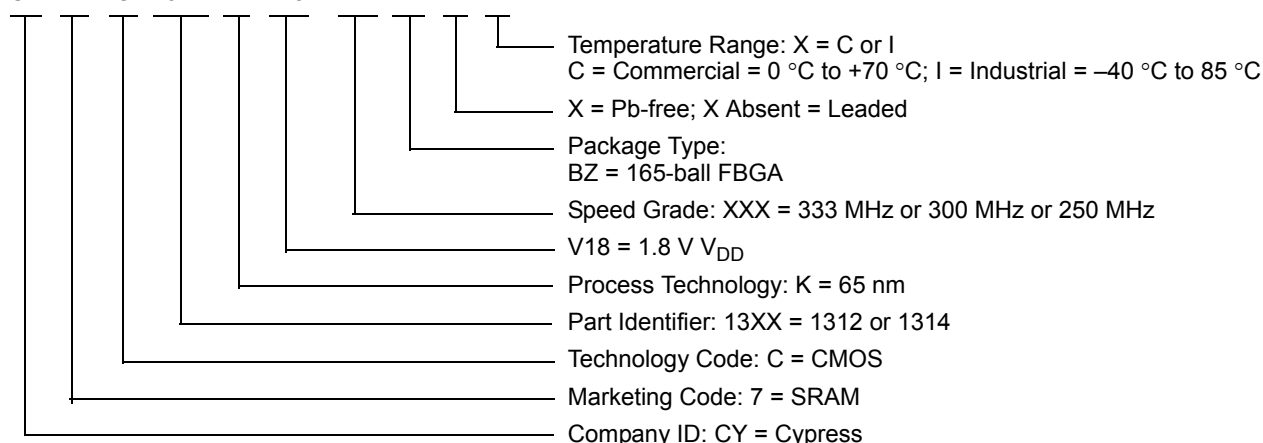 Temperature Range: X = C or I
C = Commercial = 0 °C to +70 °C; I = Industrial = –40 °C to 85 °C
X = Pb-free; X Absent = Leaded
Package Type:
BZ = 165-ball FBGA
Speed Grade: XXX = 333 MHz or 300 MHz or 250 MHz
V18 = 1.8 V VDD
Process Technology: K = 65 nm
Part Identifier: 13XX = 1312 or 1314
Technology Code: C = CMOS
Marketing Code: 7 = SRAM
Company ID: CY = Cypress